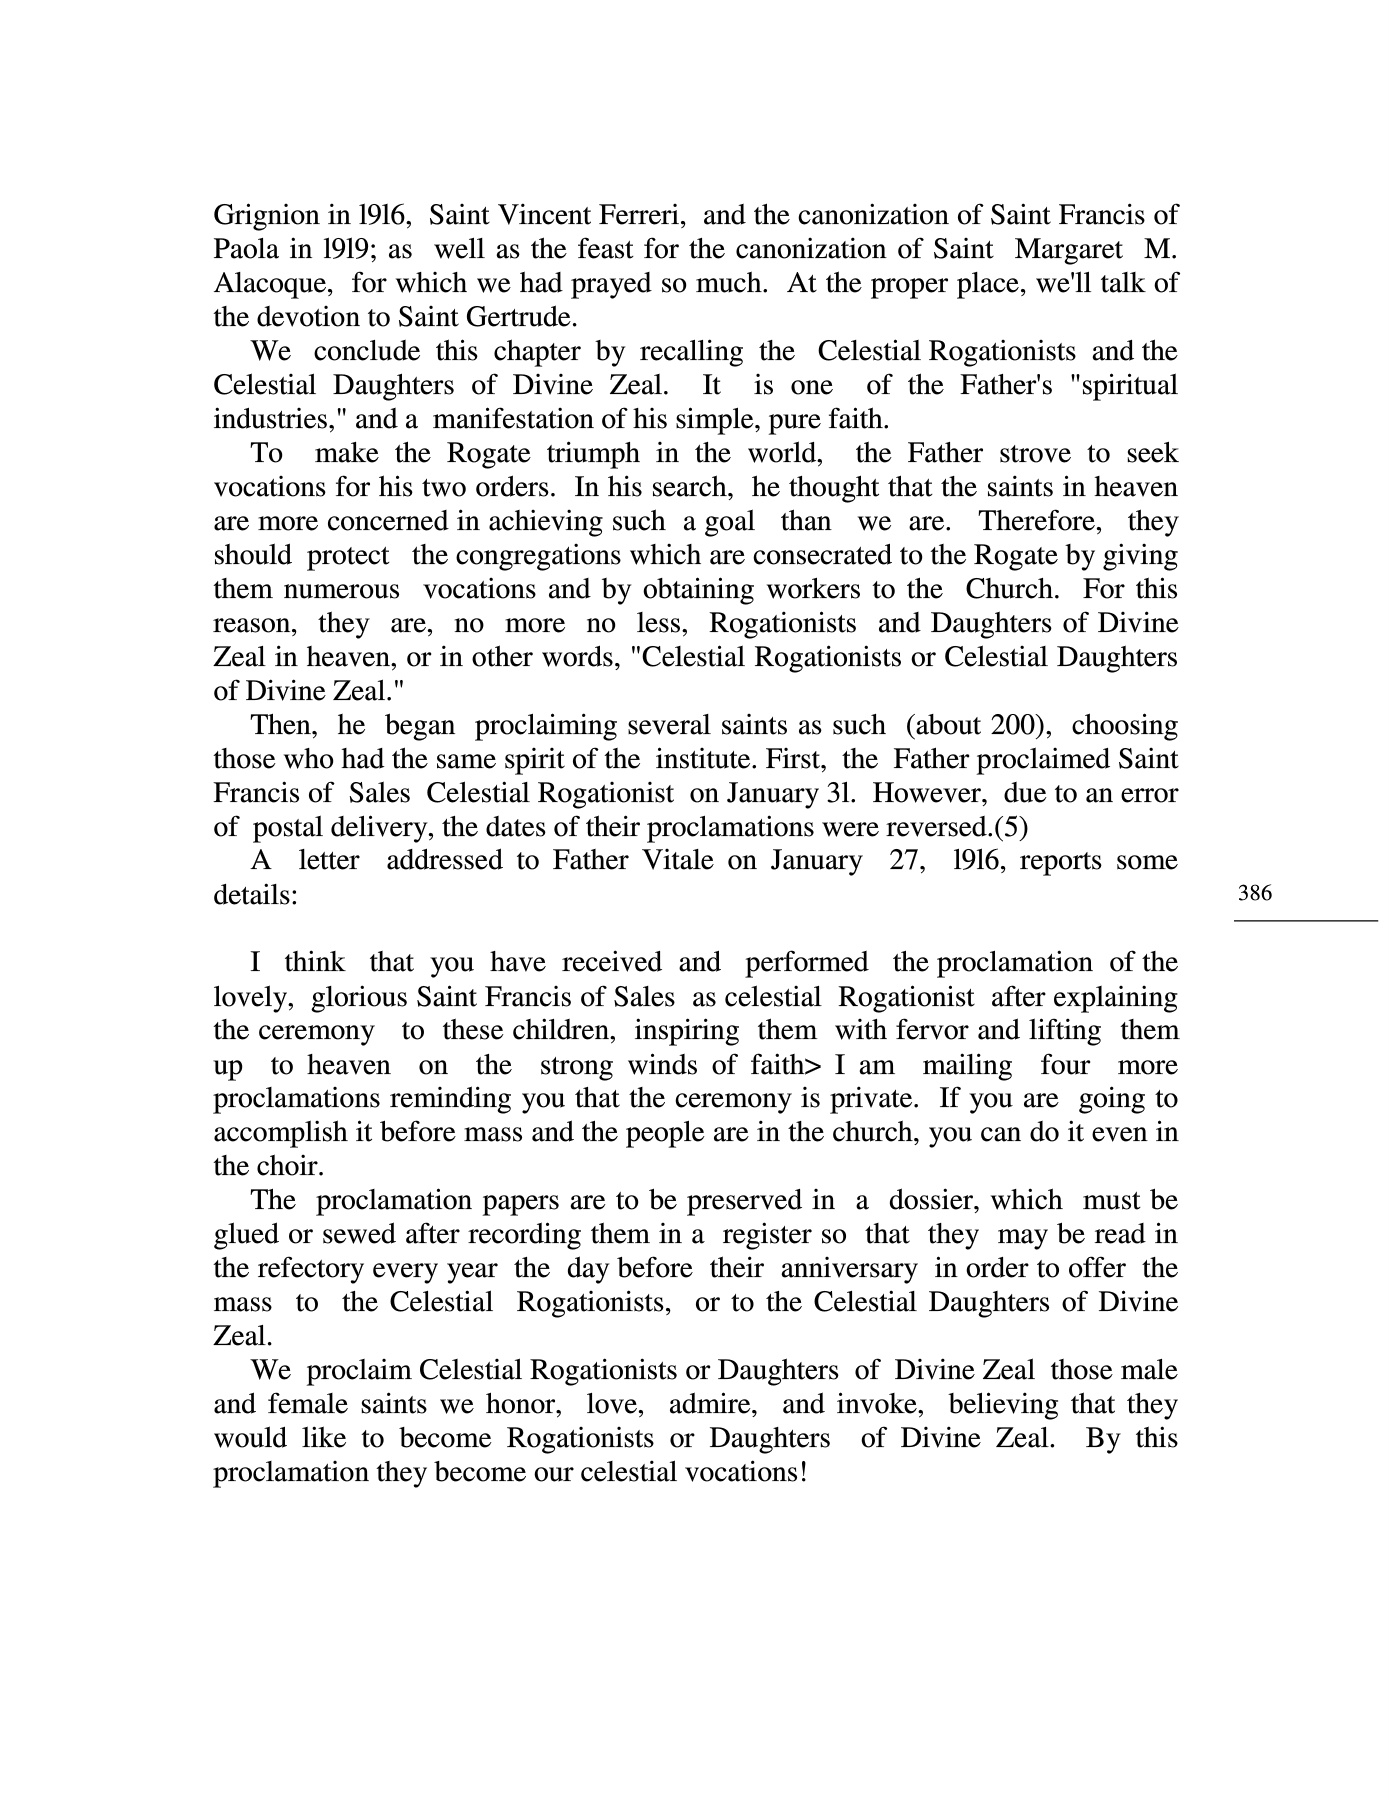 Grignion in 1916, Saint Vincent Ferreri, and the canonization of Saint Francis of
Paola in 1919; as well as the feast for the canonization of Saint Margaret M.
Alacoque, for which we had prayed so much. At the proper place, we'll talk of
the devotion to Saint Gertrude.
We conclude this chapter by recalling the Celestial Rogationists and the
Celestial Daughters of Divine Zeal. It is one of the Father's "spiritual
industries," and a manifestation of his simple, pure faith.
To make the Rogate triumph in the world, the Father strove to seek
vocations for his two orders. In his search, he thought that the saints in heaven
are more concerned in achieving such a goal than we are. Therefore, they
should protect the congregations which are consecrated to the Rogate by giving
them numerous vocations and by obtaining workers to the Church. For this
reason, they are, no more no less, Rogationists and Daughters of Divine
Zeal in heaven, or in other words, "Celestial Rogationists or Celestial Daughters
of Divine Zeal."
Then, he began proclaiming several saints as such (about 200), choosing
those who had the same spirit of the institute. First, the Father proclaimed Saint
Francis of Sales Celestial Rogationist on January 31. However, due to an error
of postal delivery, the dates of their proclamations were reversed.(5)
A letter addressed to Father Vitale on January 27, 1916, reports some
details:
386
I think that you have received and performed the proclamation of the
lovely, glorious Saint Francis of Sales as celestial Rogationist after explaining
the ceremony to these children, inspiring them with fervor and lifting them
up to heaven on the strong winds of faith> I am mailing four more
proclamations reminding you that the ceremony is private. If you are going to
accomplish it before mass and the people are in the church, you can do it even in
the choir.
The proclamation papers are to be preserved in a dossier, which must be
glued or sewed after recording them in a register so that they may be read in
the refectory every year the day before their anniversary in order to offer the
mass to the Celestial Rogationists, or to the Celestial Daughters of Divine
Zeal.
We proclaim Celestial Rogationists or Daughters of Divine Zeal those male
and female saints we honor, love, admire, and invoke, believing that they
would like to become Rogationists or Daughters of Divine Zeal. By this
proclamation they become our celestial vocations!